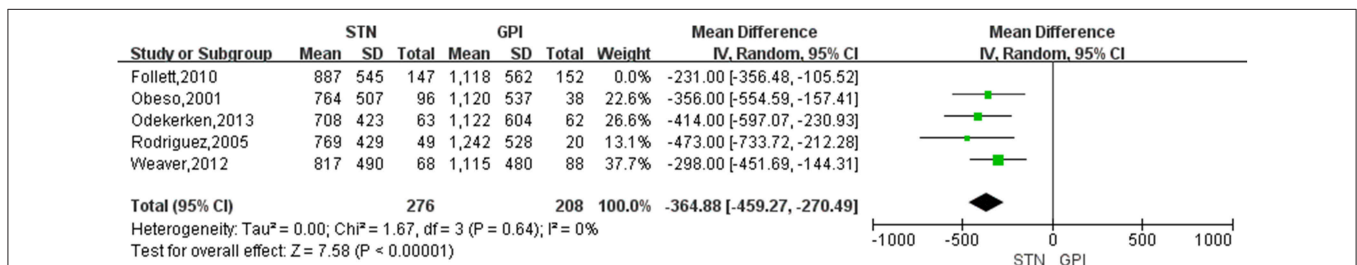 STN GPI Mean Difference Mean Difference
Study or Subgroup Mean SD Total Mean SD Total Weight IV, Random, 95% CI IV, Random, 95% CI
Follett,2010 887 545 147 1,118 562 152 0.0% -231.00 [-356.48, -105.52]
Obeso,2001 764 507 96 1,120 537 38 22.6% -356.00 [-554.59, -157.41]
Odekerken,2013 708 423 63 1,122 604 62 26.6% -414.00 [-597.07, -230.93]
Rodriguez,2005 769 429 49 1,242 528 20 13.1% -473.00 [-733.72, -212.28]
Weaver,2012 817 490 68 1,115 480 88 37.7% -298.00 [-451.69, -144.31]
Total (95% CI) 276 208 100.0% -364.88 [-459.27, -270.49]
Heterogeneity: Tau² = 0.00; Chi² = 1.67, df = 3 (P = 0.64); I² = 0%
Test for overall effect: Z = 7.58 (P < 0.00001)
-1000 -500 0 500 1000
STN GPI